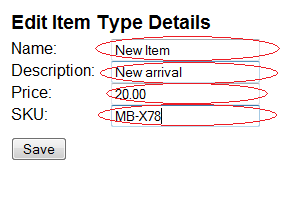 Edit Item Type Details
Name: New Item
Description: New arrival
Price: 20.00
SKU: MB-X78
Save